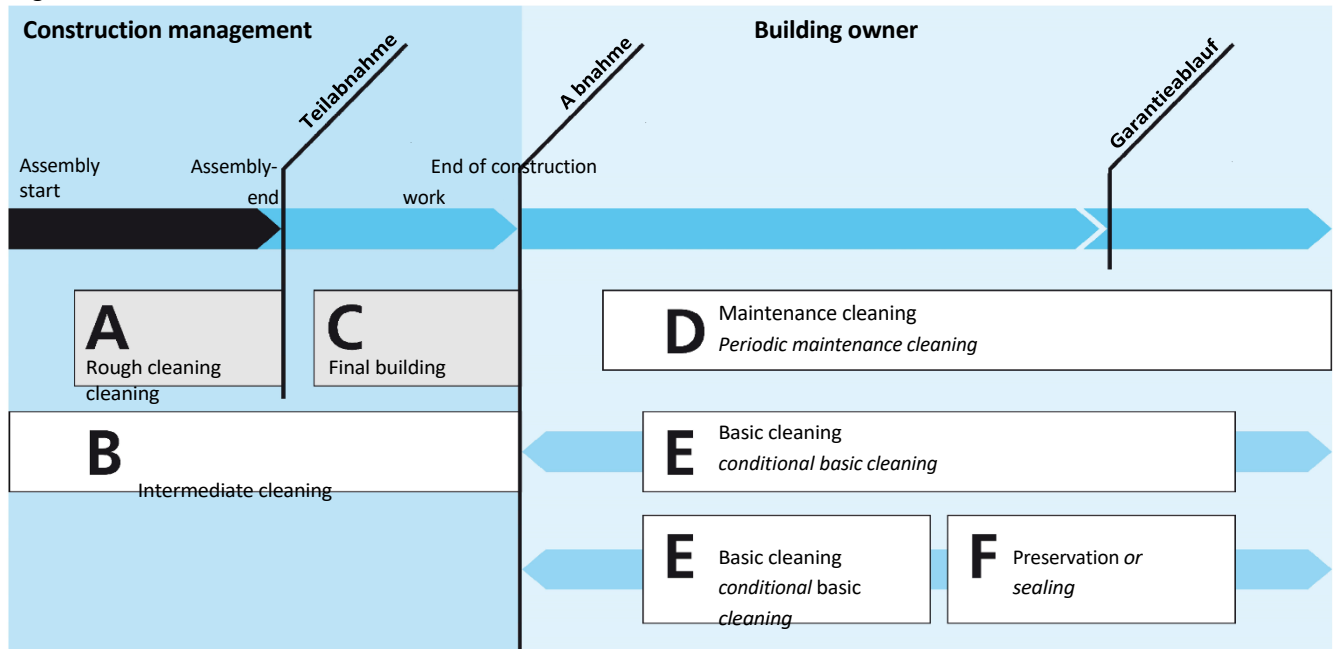 Construction management
Building owner
Teilabnahme
A bnahme
Garantieablauf
Assembly
start
Assembly-
end
End of construction
work
A
Rough cleaning
cleaning
C
Final building
D
Maintenance cleaning
Periodic maintenance cleaning
B
Intermediate cleaning
E
Basic cleaning
conditional basic cleaning
E
Basic cleaning
conditional basic
cleaning
F
Preservation or
sealing